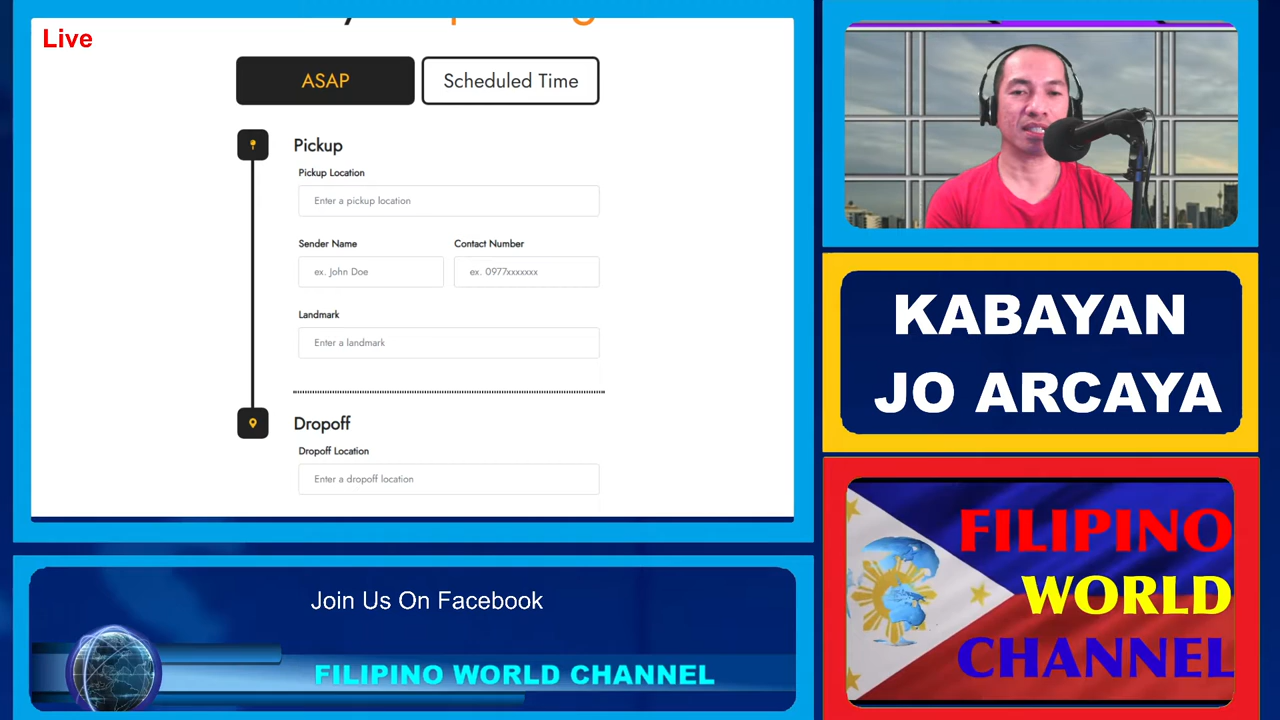 Live
ASAP
Scheduled Time
Pickup
Pickup Location
Enter a pickup location
Sender Name
Contact Number
ex. John Doe
ex. 0977xxxxxxx
Landmark
Enter a landmark
Dropoff
Dropoff Location
Enter a dropoff location
KABAYAN
JO ARCAYA
FILIPINO
WORLD
CHANNEL
Join Us On Facebook
FILIPINO WORLD CHANNEL